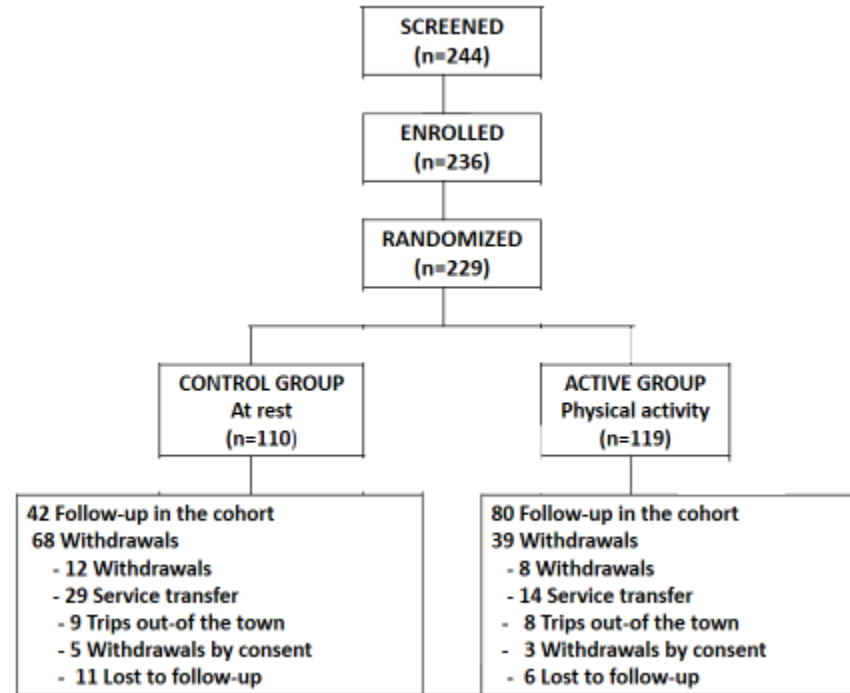 SCREENED
(n=244)
ENROLLED
(n=236)
RANDOMIZED
(n=229)
CONTROL GROUP
At rest
(n=110)
ACTIVE GROUP
Physical activity
(n=119)
42 Follow-up in the cohort
68 Withdrawals
- 12 Withdrawals
- 29 Service transfer
- 9 Trips out-of the town
- 5 Withdrawals by consent
- 11 Lost to follow-up
80 Follow-up in the cohort
39 Withdrawals
- 8 Withdrawals
- 14 Service transfer
- 8 Trips out-of the town
- 3 Withdrawals by consent
- 6 Lost to follow-up